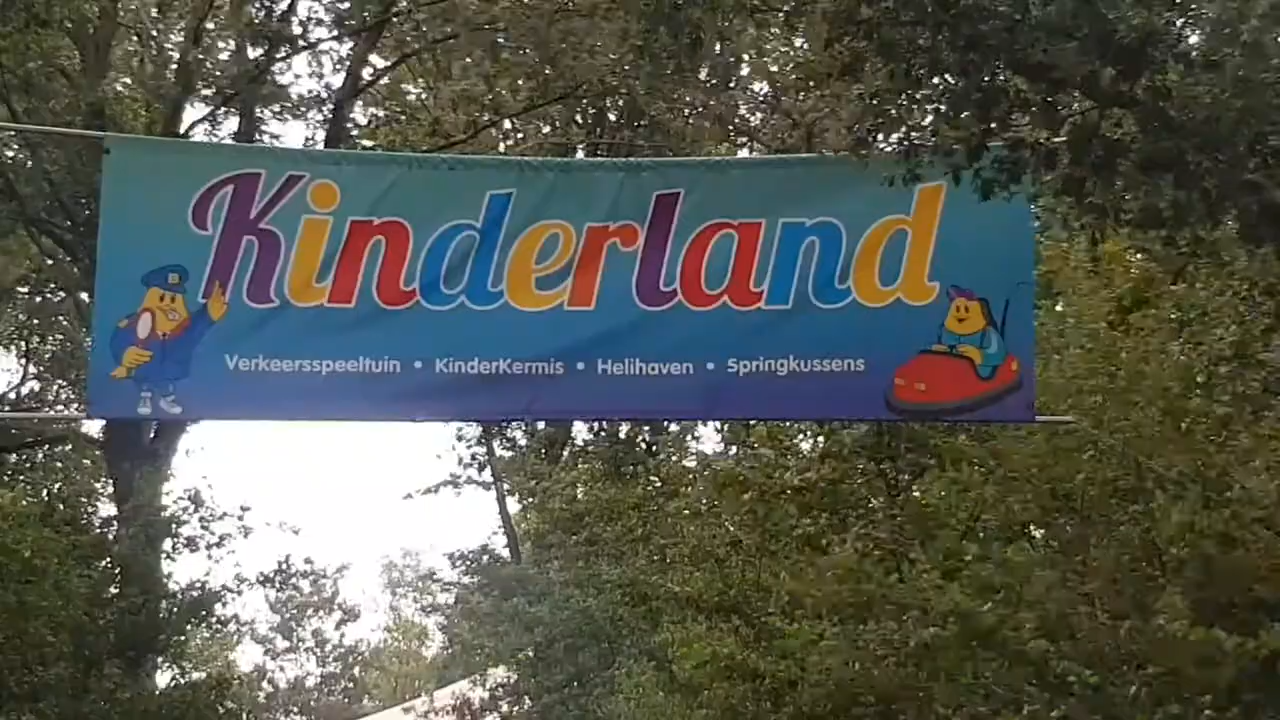 Kinderland
Verkeersspeeltuin • KinderKermis • Helihaven • Springkussens